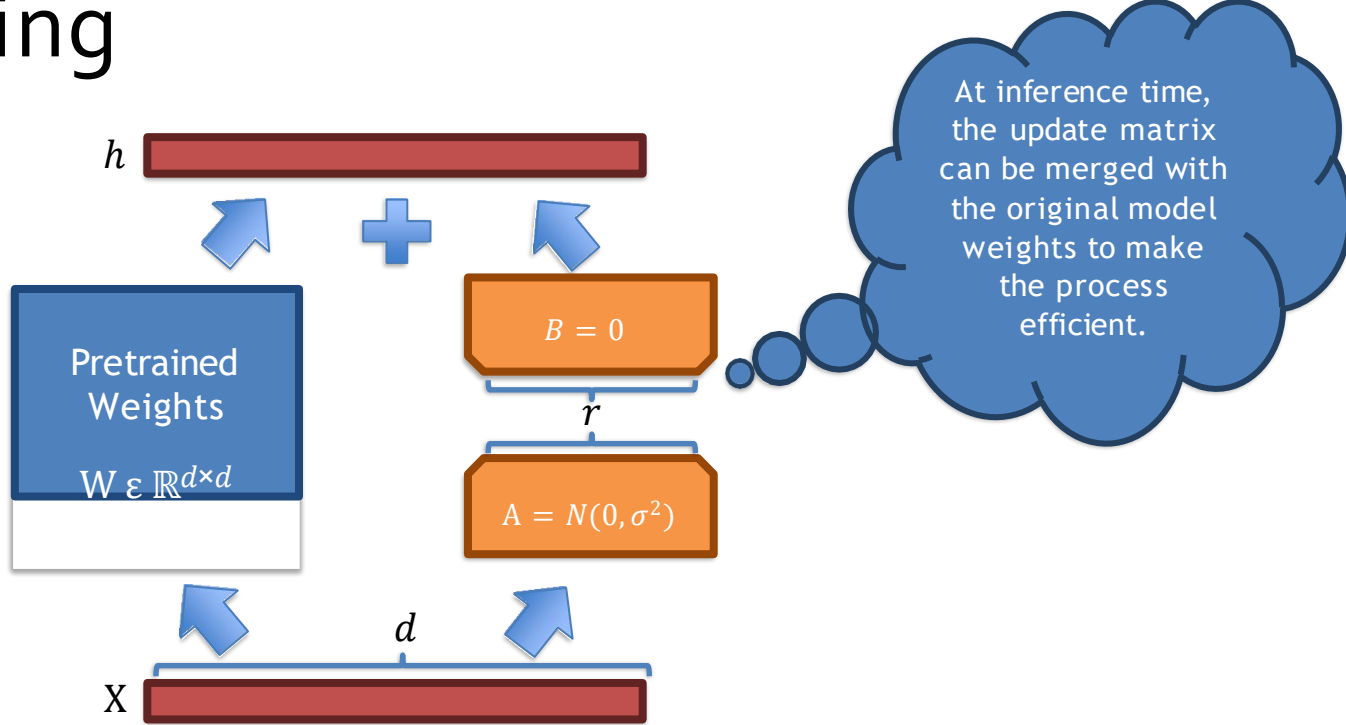 ing
h
At inference time,
the update matrix
can be merged with
the original model
weights to make
the process
efficient.
Pretrained
Weights
W ε ℝ^{d×d}
B = 0
r
A = N(0, σ²)
d
X